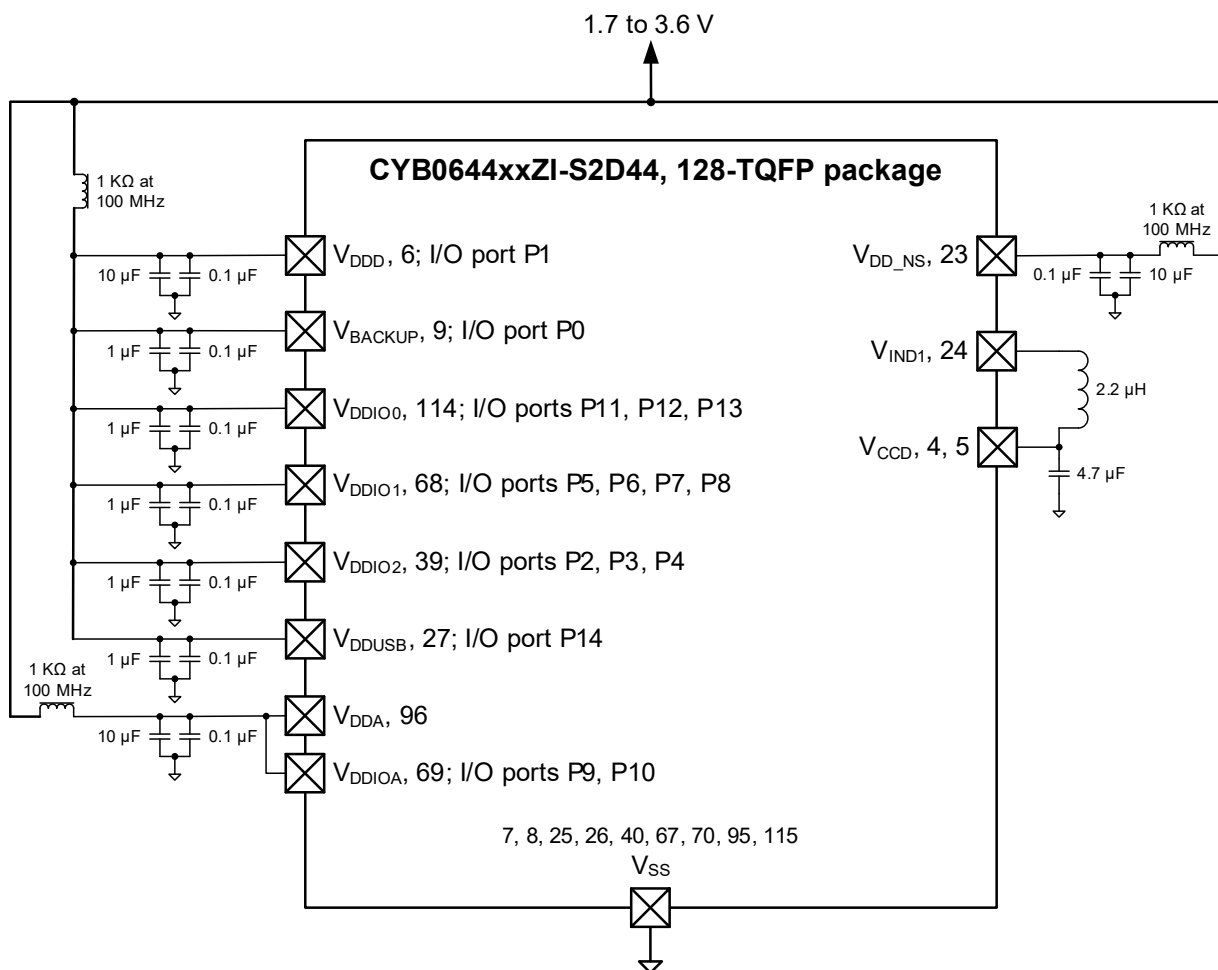 1.7 to 3.6 V
CYB0644xxZI-S2D44, 128-TQFP package
1 KΩ at
100 MHz
10 µF
0.1 µF
VDDD, 6; I/O port P1
1 µF
0.1 µF
VBACKUP, 9; I/O port P0
1 µF
0.1 µF
VDDIO0, 114; I/O ports P11, P12, P13
1 µF
0.1 µF
VDDIO1, 68; I/O ports P5, P6, P7, P8
1 µF
0.1 µF
VDDIO2, 39; I/O ports P2, P3, P4
1 µF
0.1 µF
VDDUSB, 27; I/O port P14
1 KΩ at
100 MHz
10 µF
0.1 µF
VDDA, 96
VDDIOA, 69; I/O ports P9, P10
VDD_NS, 23
1 KΩ at
100 MHz
0.1 µF
10 µF
VIND1, 24
2.2 µH
VCCD, 4, 5
4.7 µF
7, 8, 25, 26, 40, 67, 70, 95, 115
VSS